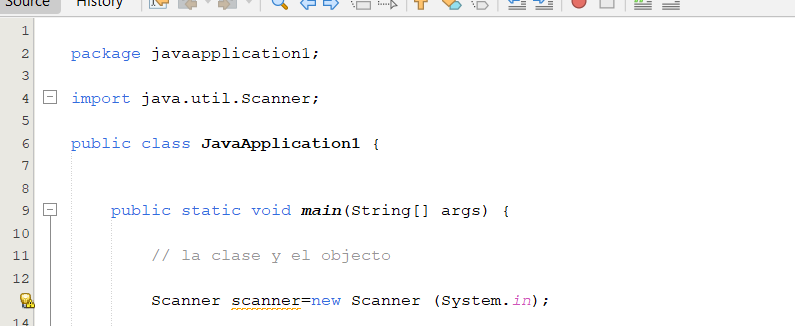 Source History
1
2 package javaapplication1;
3
4 import java.util.Scanner;
5
6 public class JavaApplication1 {
7
8
9 public static void main(String[] args) {
10
11 // la clase y el objecto
12
Scanner scanner=new Scanner (System.in);
14